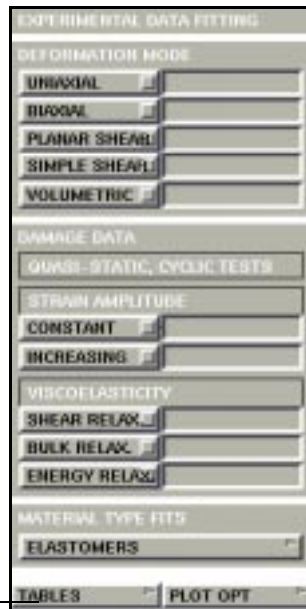 EXPERIMENTAL DATA FITTING
DEFORMATION MODE
UNIAXIAL
BIAXIAL
PLANAR SHEAR
SIMPLE SHEAR
VOLUMETRIC
DAMAGE DATA
QUASI-STATIC, CYCLIC TESTS
STRAIN AMPLITUDE
CONSTANT
INCREASING
VISCOELASTICITY
SHEAR RELAX.
BULK RELAX.
ENERGY RELAX.
MATERIAL TYPE FITS
ELASTOMERS
TABLES PLOT OPT